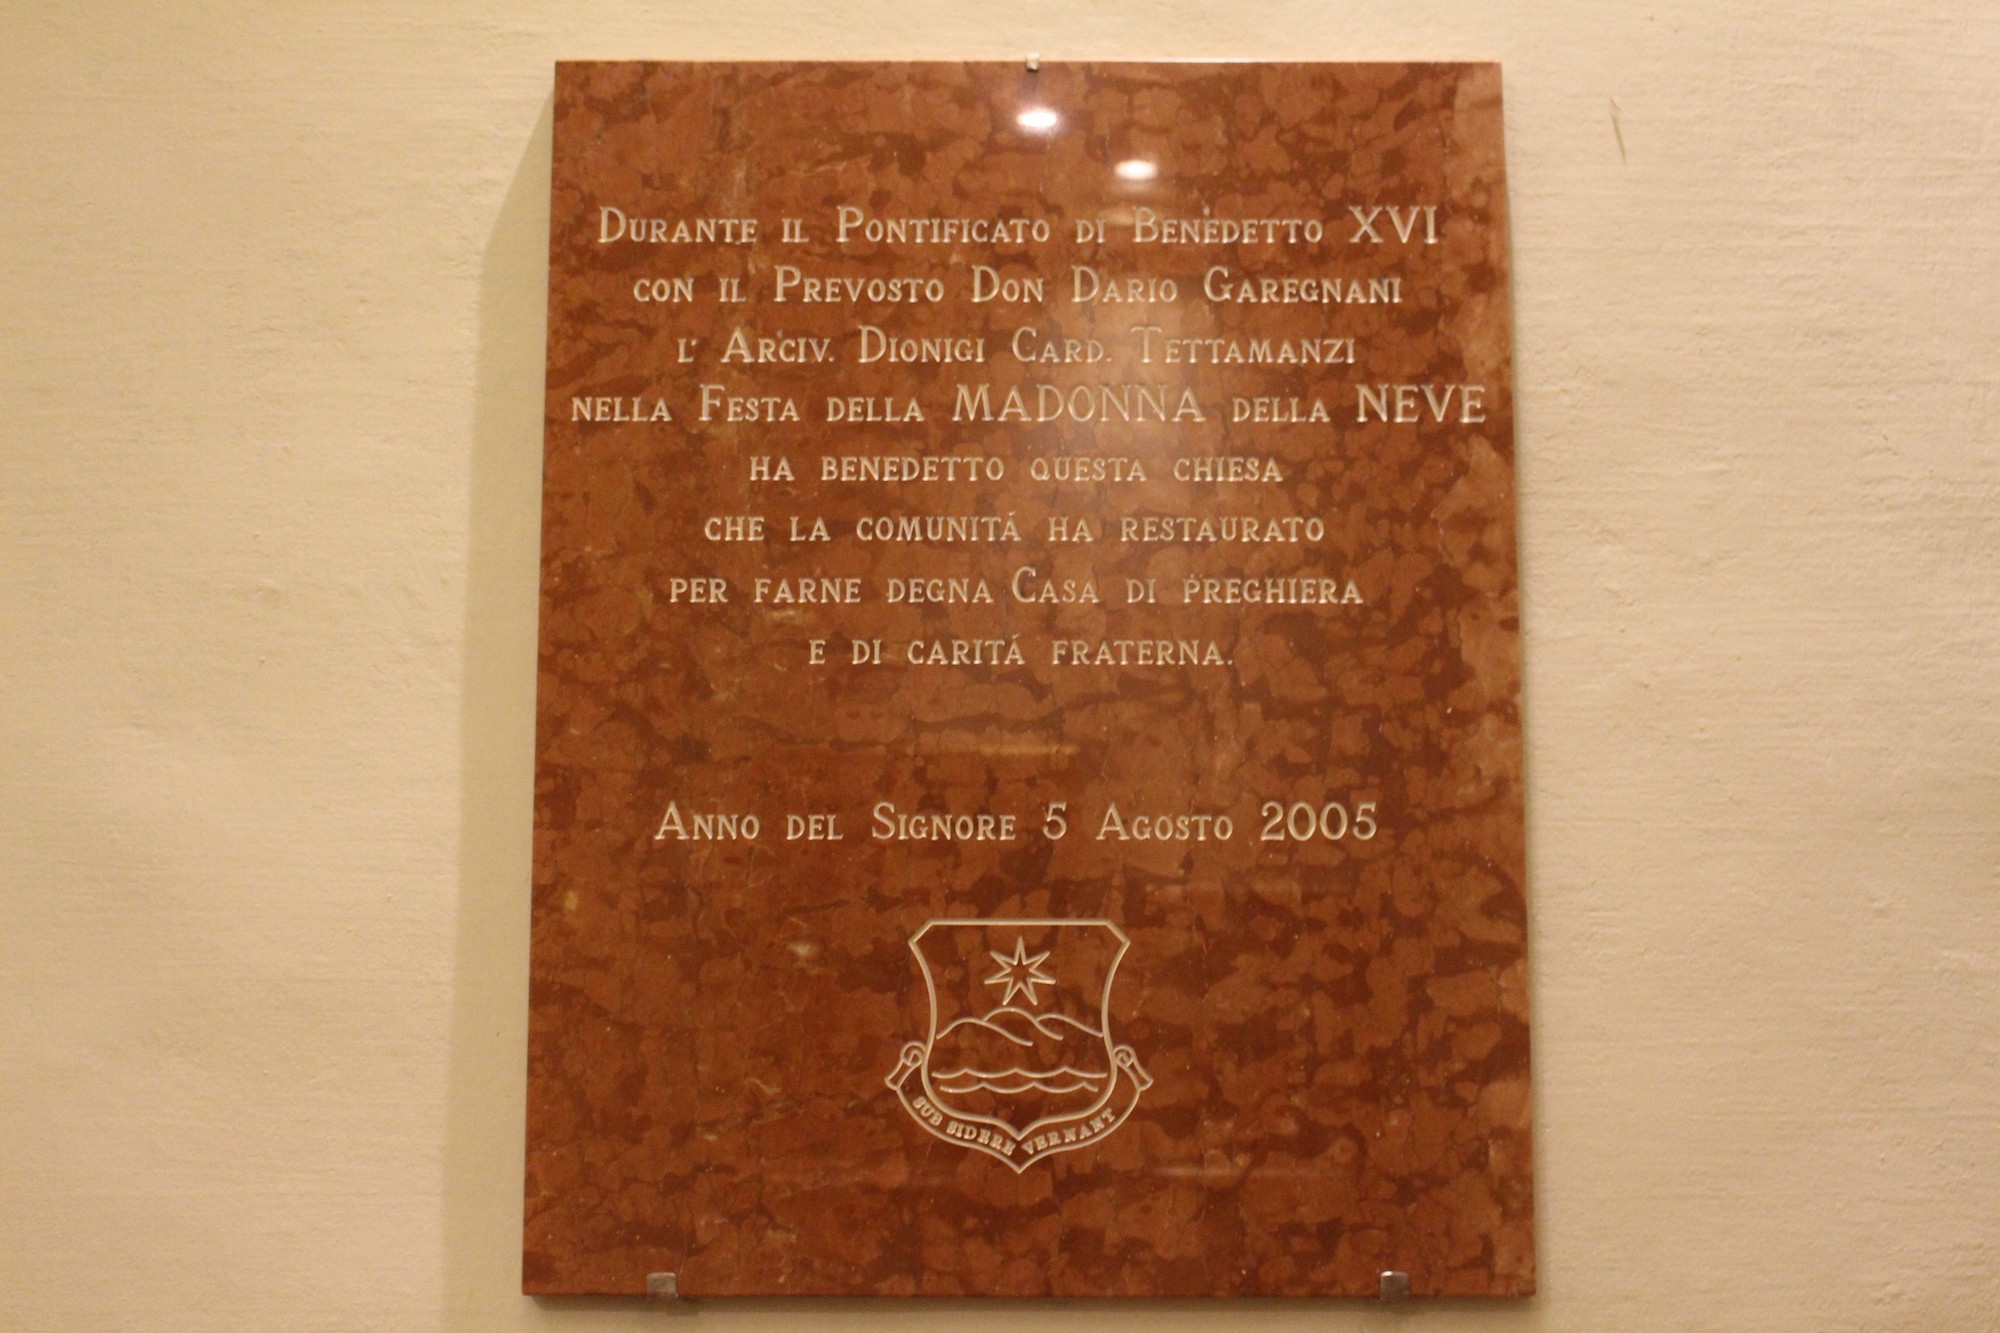 Durante il Pontificato di Benedetto XVI
con il Prevosto Don Dario Garegnani
l' Arciv. Dionigi Card. Tettamanzi
nella Festa della MADONNA della NEVE
ha benedetto questa chiesa
che la comunitá ha restaurato
per farne degna Casa di preghiera
e di caritá fraterna.
Anno del Signore 5 Agosto 2005
SUB SIDERE VERNANT